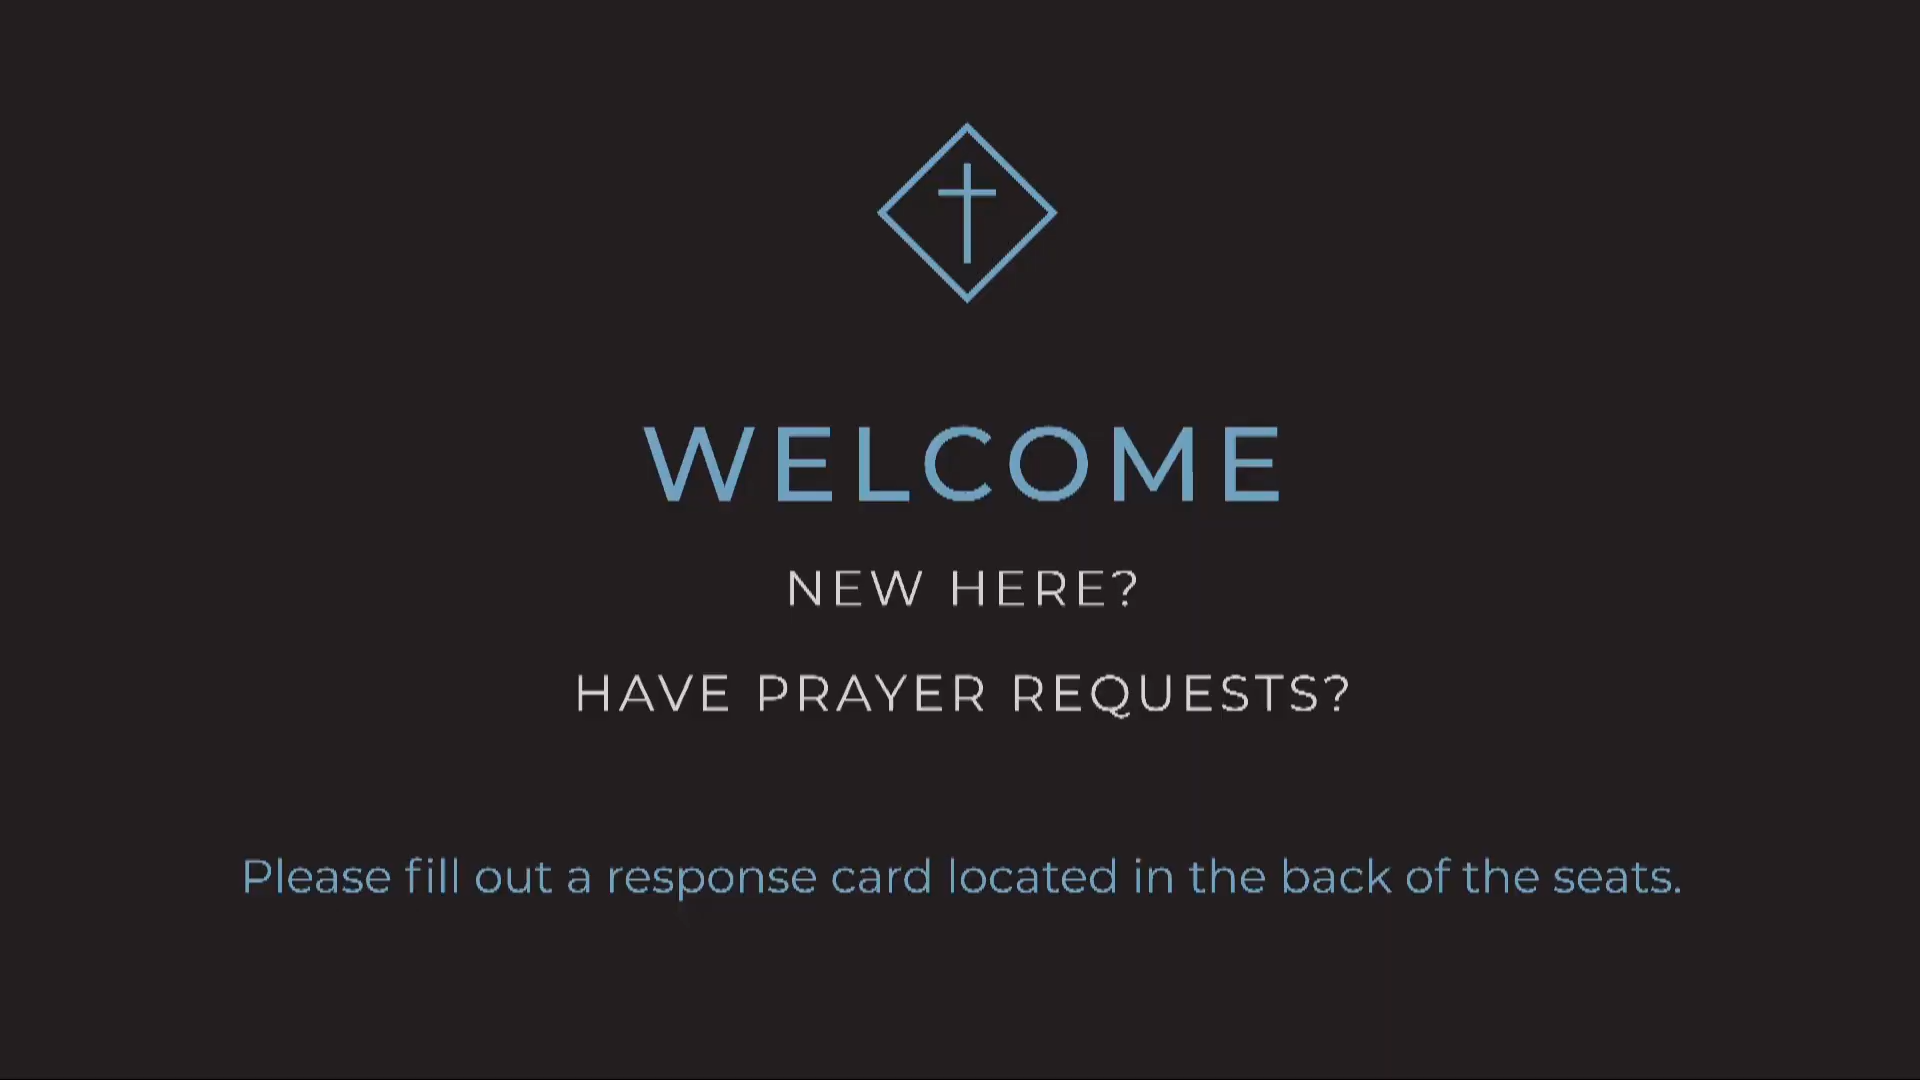 WELCOME
NEW HERE?
HAVE PRAYER REQUESTS?
Please fill out a response card located in the back of the seats.